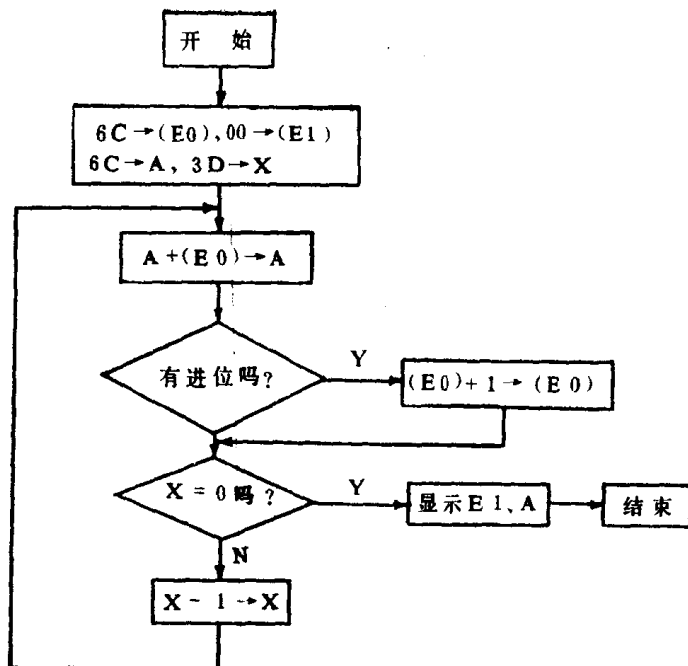 开 始
6C→(E0),00→(E1)
6C→A, 3D→X
A+(E0)→A
有进位吗?
Y
(E0)+1→(E0)
X=0吗?
Y
显示E1、A
结束
N
X-1→X